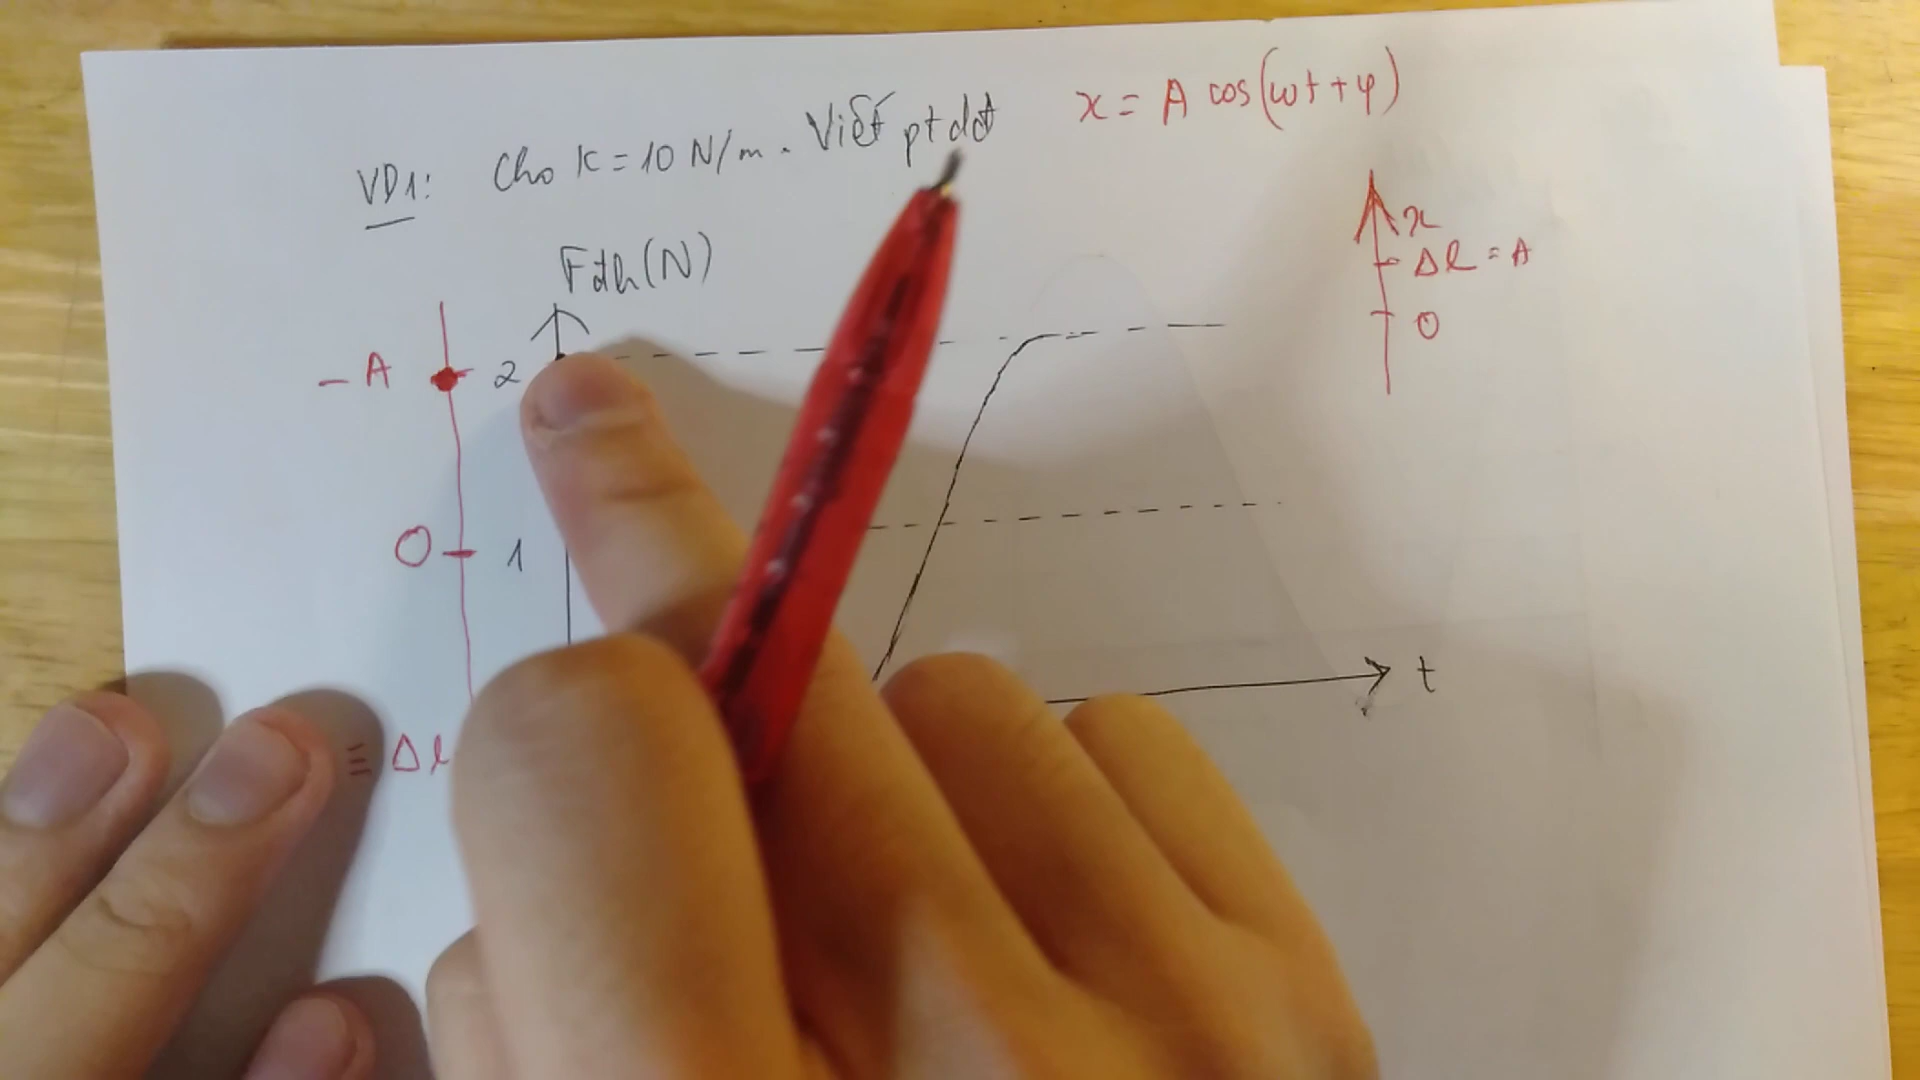 x = A cos(ωt + φ)
VD1: Cho K = 10 N/m. Viết pt dđ
x
Fđh(N)
Δl = A
O
- A
2
O
1
t
≡ Δl